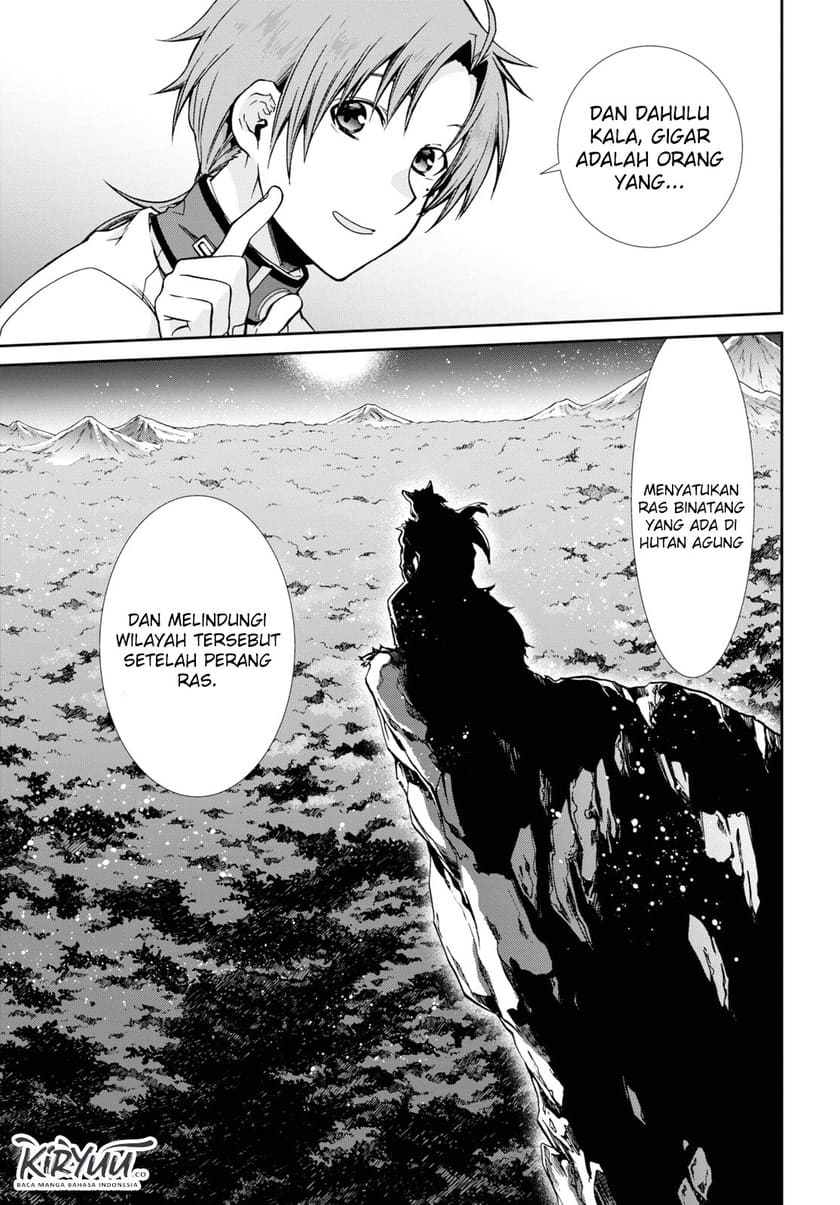 DAN DAHULU
KALA, GIGAR
ADALAH ORANG
YANG...
MENYATUKAN
RAS BINATANG
YANG ADA DI
HUTAN AGUNG
DAN MELINDUNGI
WILAYAH TERSEBUT
SETELAH PERANG
RAS.
KIRYUU.CO
BACA MANGA BAHASA INDONESIA